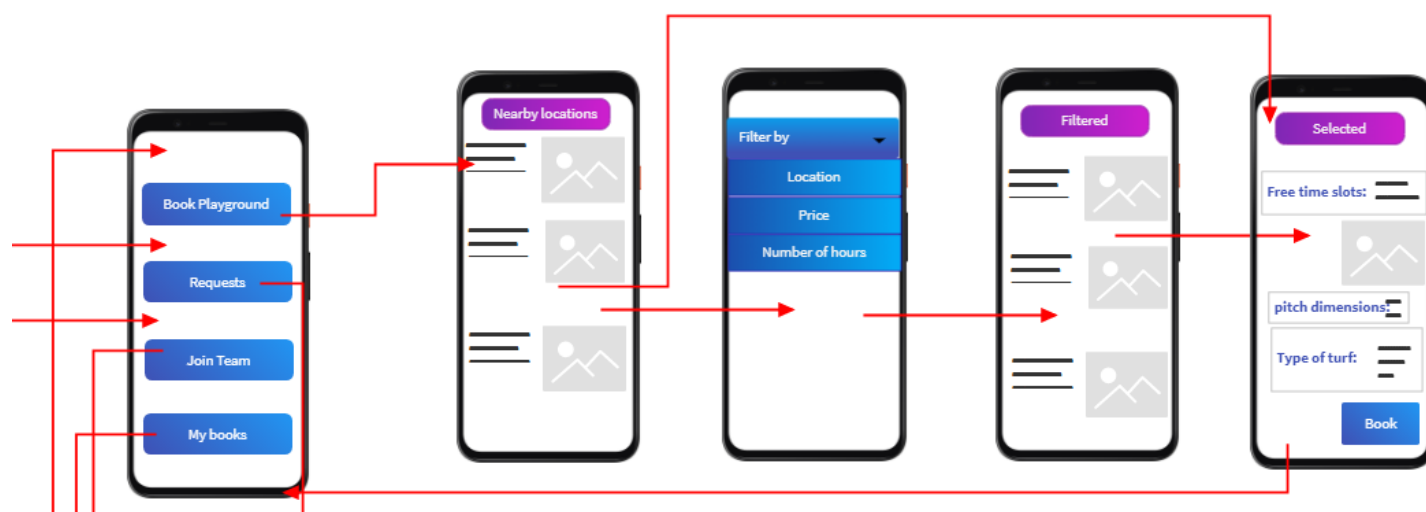 Book Playground
Requests
Join Team
My books
Nearby locations
Filter by
Location
Price
Number of hours
Filtered
Selected
Free time slots:
pitch dimensions:
Type of turf:
Book